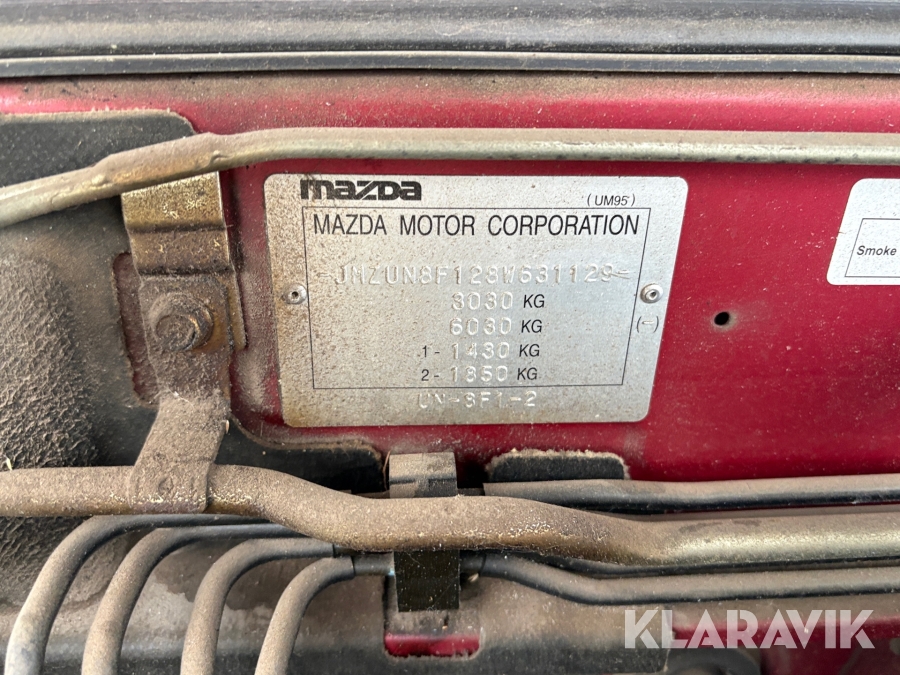 mazda
(UM95)
MAZDA MOTOR CORPORATION
-JMZUN8F123W631129-
3030 KG
6030 KG (-)
1- 1430 KG
2- 1850 KG
UN-8F1-2
Smoke
KLARAVIK